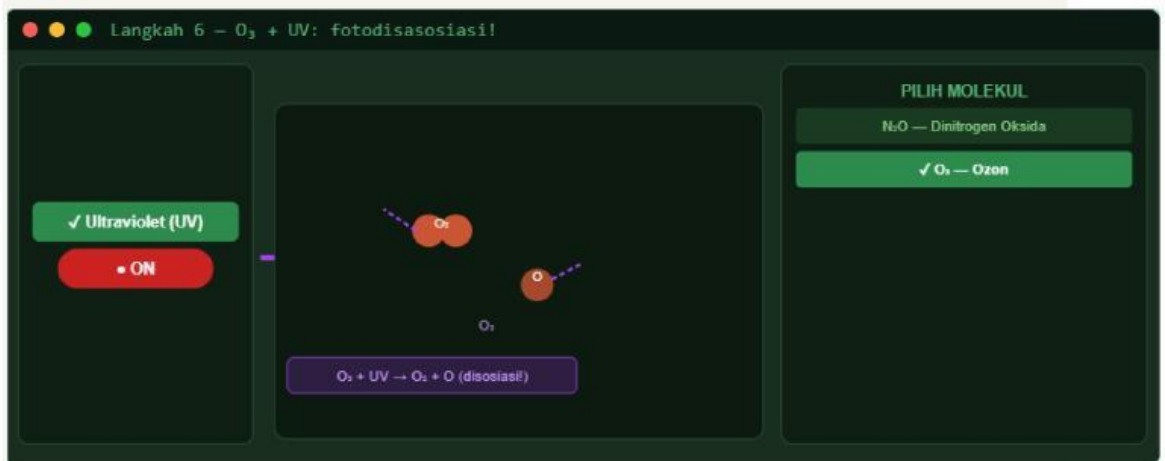 Langkah 6 – O₃ + UV: fotodisasosiasi!
✓ Ultraviolet (UV)
• ON
O₂
O
O₃
O₃ + UV → O₂ + O (disosiasi!)
PILIH MOLEKUL
N₂O — Dinitrogen Oksida
✓ O₃ — Ozon